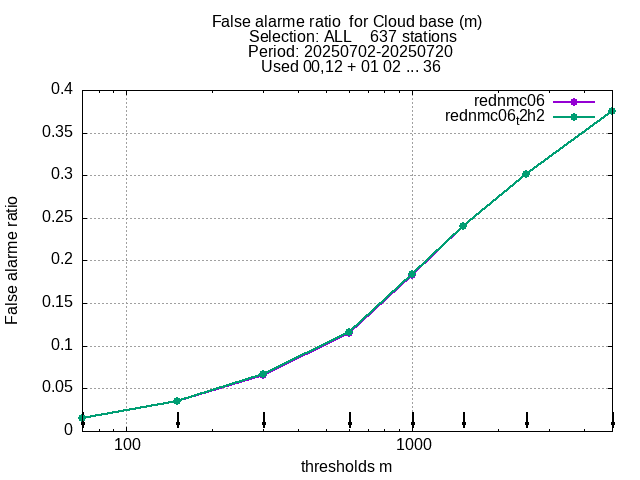 False alarme ratio  for Cloud base (m)
Selection: ALL    637 stations
Period: 20250702-20250720
Used 00,12 + 01 02 ... 36
rednmc06
rednmc06t2h2
0.4
0.35
0.3
0.25
0.2
0.15
0.1
0.05
0
False alarme ratio
100
1000
thresholds m